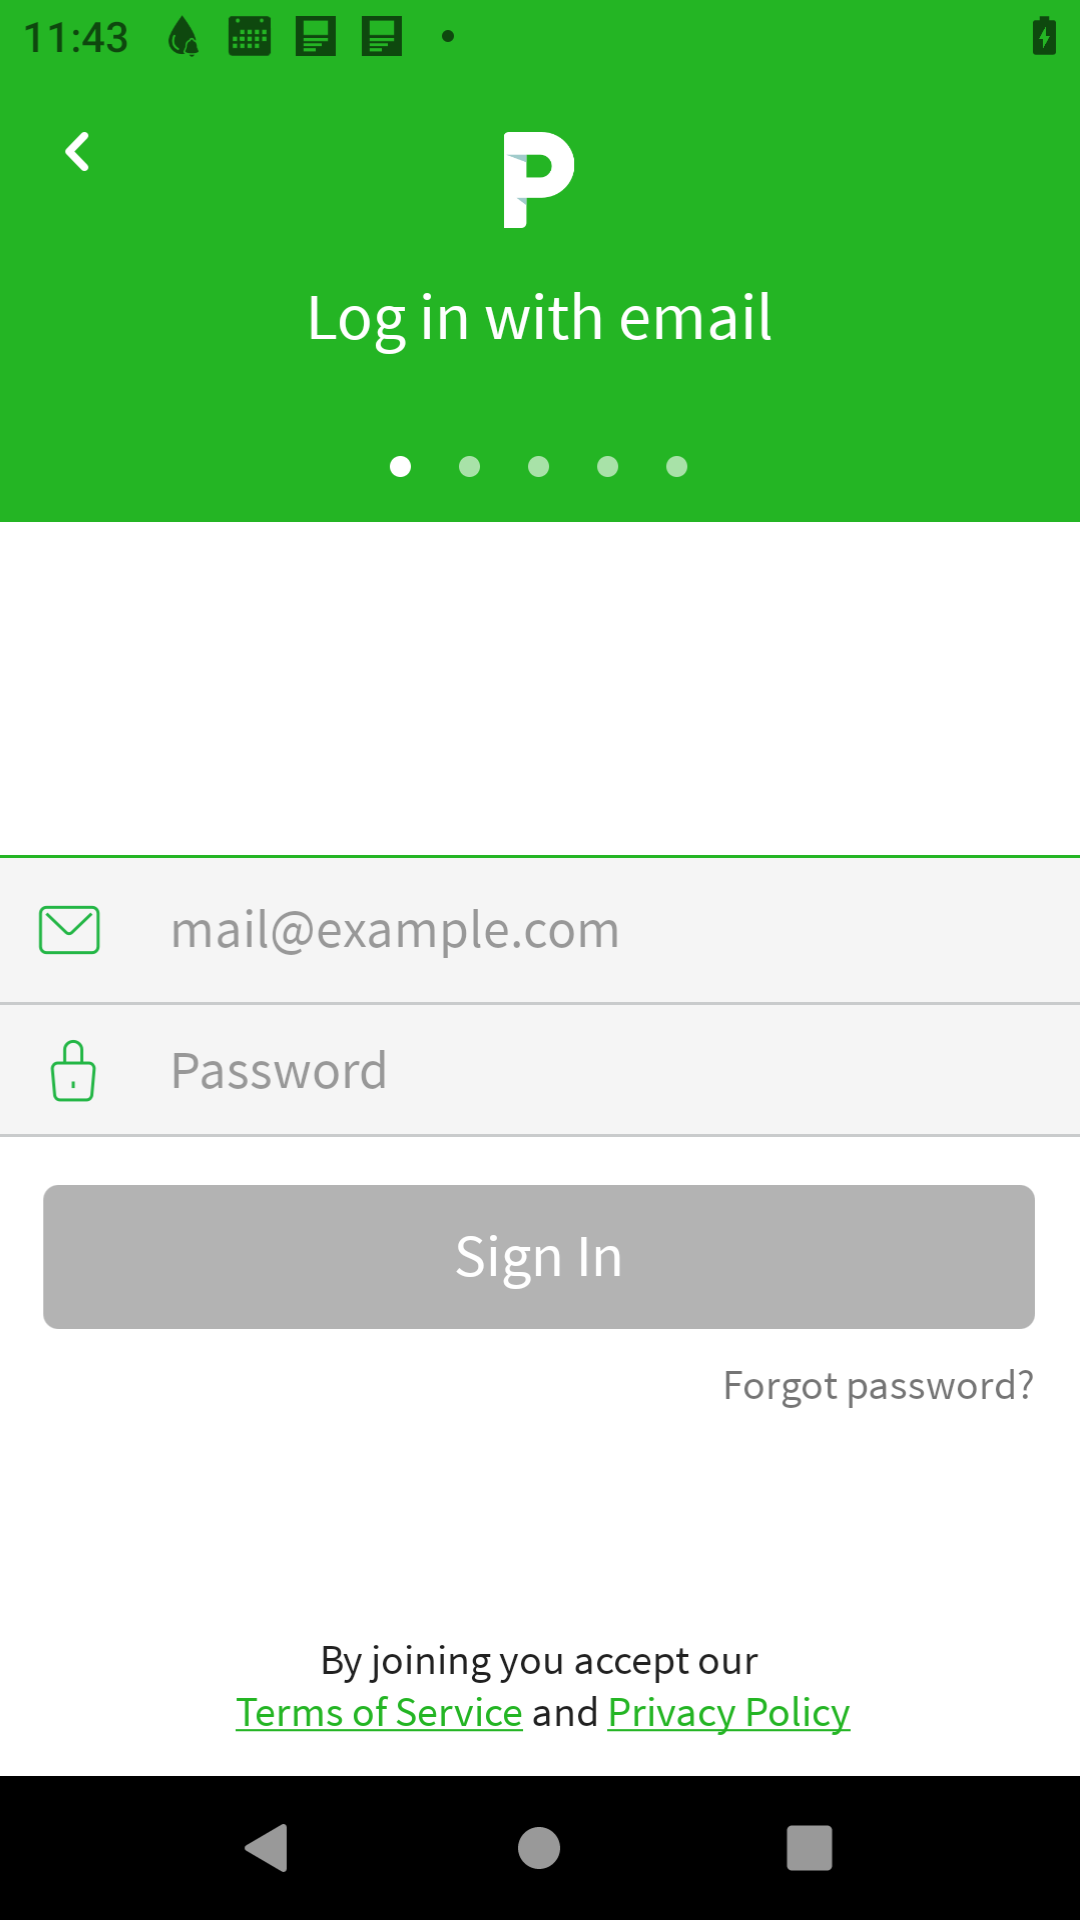 11:43
P
Log in with email
mail@example.com
Password
Sign In
Forgot password?
By joining you accept our
Terms of Service and Privacy Policy